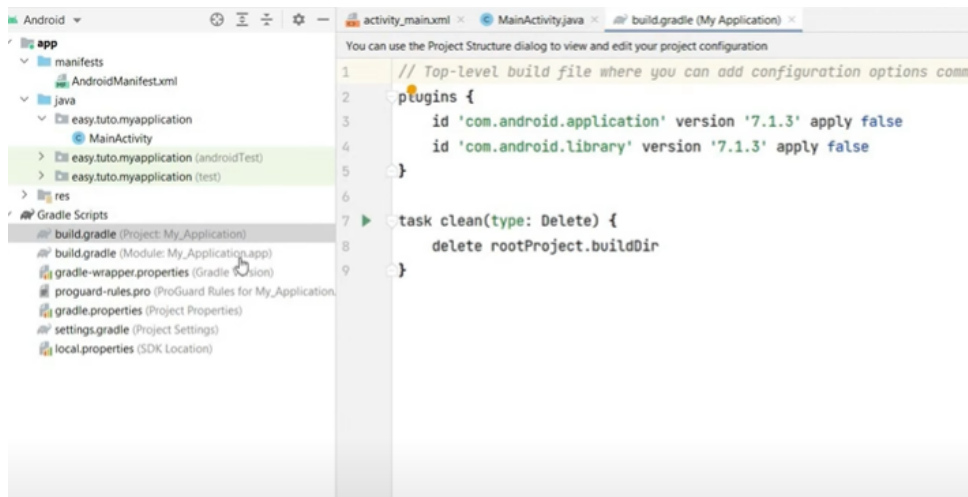 Android
activity_main.xml
MainActivity.java
build.gradle (My Application)
You can use the Project Structure dialog to view and edit your project configuration
app
manifests
AndroidManifest.xml
java
easy.tuto.myapplication
MainActivity
easy.tuto.myapplication (androidTest)
easy.tuto.myapplication (test)
res
Gradle Scripts
build.gradle (Project: My_Application)
build.gradle (Module: My_Application.app)
gradle-wrapper.properties (Gradle
proguard-rules.pro (ProGuard Rules for My_Application.
gradle.properties (Project Properties)
settings.gradle (Project Settings)
local.properties (SDK Location)
1 // Top-level build file where you can add configuration options comm
2 plugins {
3 id 'com.android.application' version '7.1.3' apply false
4 id 'com.android.library' version '7.1.3' apply false
5 }
6
7 task clean(type: Delete) {
8 delete rootProject.buildDir
9 }